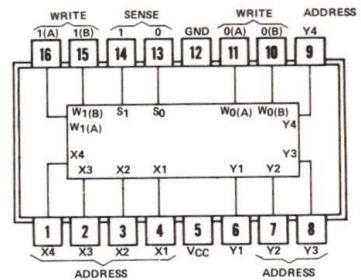 WRITE SENSE WRITE ADDRESS
1(A) 1(B) 1 0 GND 0(A) 0(B) Y4
16 15 14 13 12 11 10 9
W1(B) S1 S0 W0(A) W0(B)
W1(A) Y4
X4 Y3
X3 X2 X1 Y1 Y2
1 2 3 4 5 6 7 8
X4 X3 X2 X1 VCC Y1 Y2 Y3
ADDRESS ADDRESS